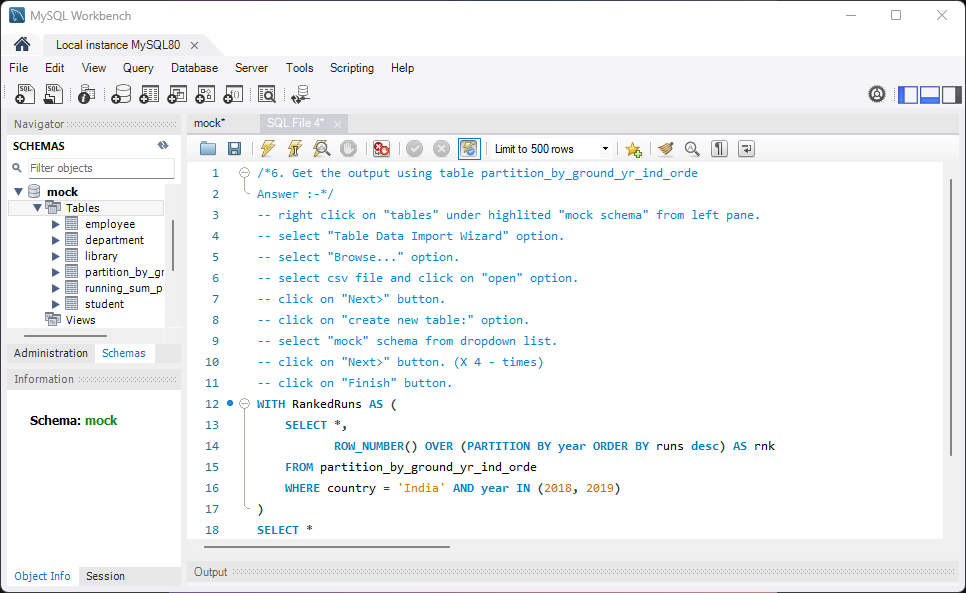 MySQL Workbench
Local instance MySQL80
File Edit View Query Database Server Tools Scripting Help
Navigator
SCHEMAS
Filter objects
mock
Tables
employee
department
library
partition_by_gr
running_sum_p
student
Views
Administration Schemas
Information
Schema: mock
Object Info Session
mock* SQL File 4*
Limit to 500 rows
1 /*6. Get the output using table partition_by_ground_yr_ind_orde
2 Answer :-*/
3 -- right click on "tables" under highlited "mock schema" from left pane.
4 -- select "Table Data Import Wizard" option.
5 -- select "Browse..." option.
6 -- select csv file and click on "open" option.
7 -- click on "Next>" button.
8 -- click on "create new table:" option.
9 -- select "mock" schema from dropdown list.
10 -- click on "Next>" button. (X 4 - times)
11 -- click on "Finish" button.
12 WITH RankedRuns AS (
13 SELECT *,
14 ROW_NUMBER() OVER (PARTITION BY year ORDER BY runs desc) AS rnk
15 FROM partition_by_ground_yr_ind_orde
16 WHERE country = 'India' AND year IN (2018, 2019)
17 )
18 SELECT *
Output